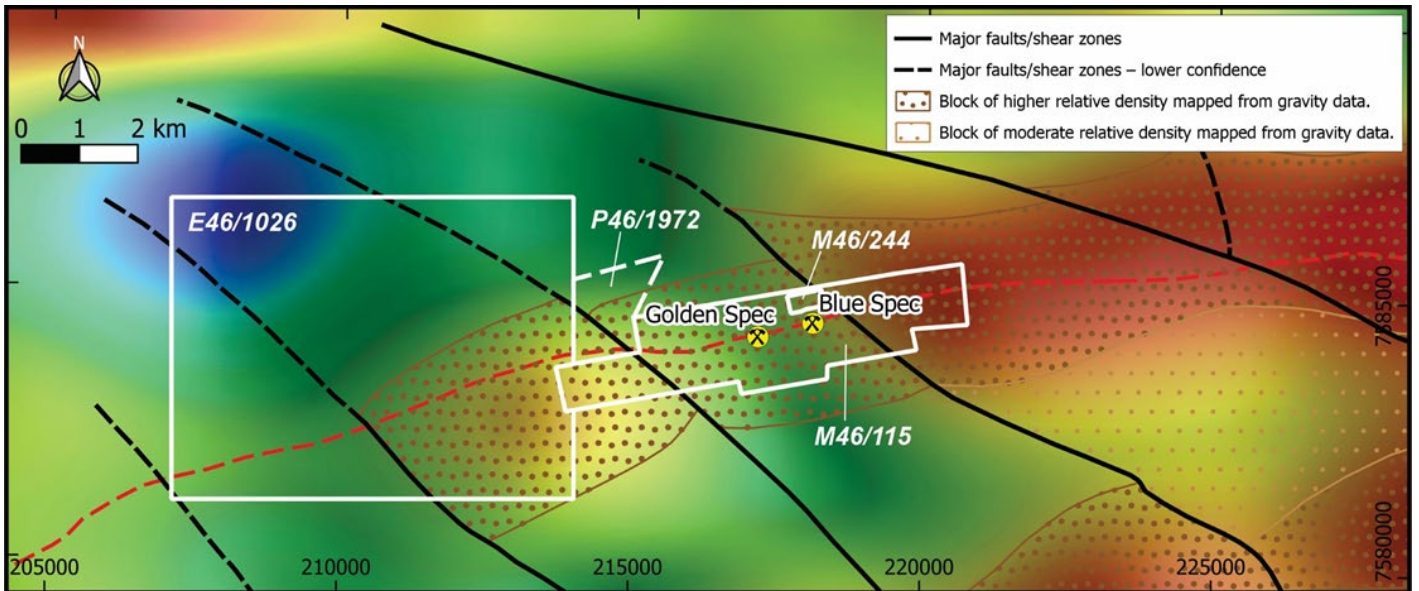 N
0 1 2 km
Major faults/shear zones
Major faults/shear zones – lower confidence
Block of higher relative density mapped from gravity data.
Block of moderate relative density mapped from gravity data.
E46/1026
P46/1972
M46/244
Golden Spec
Blue Spec
M46/115
7585000
7580000
205000
210000
215000
220000
225000